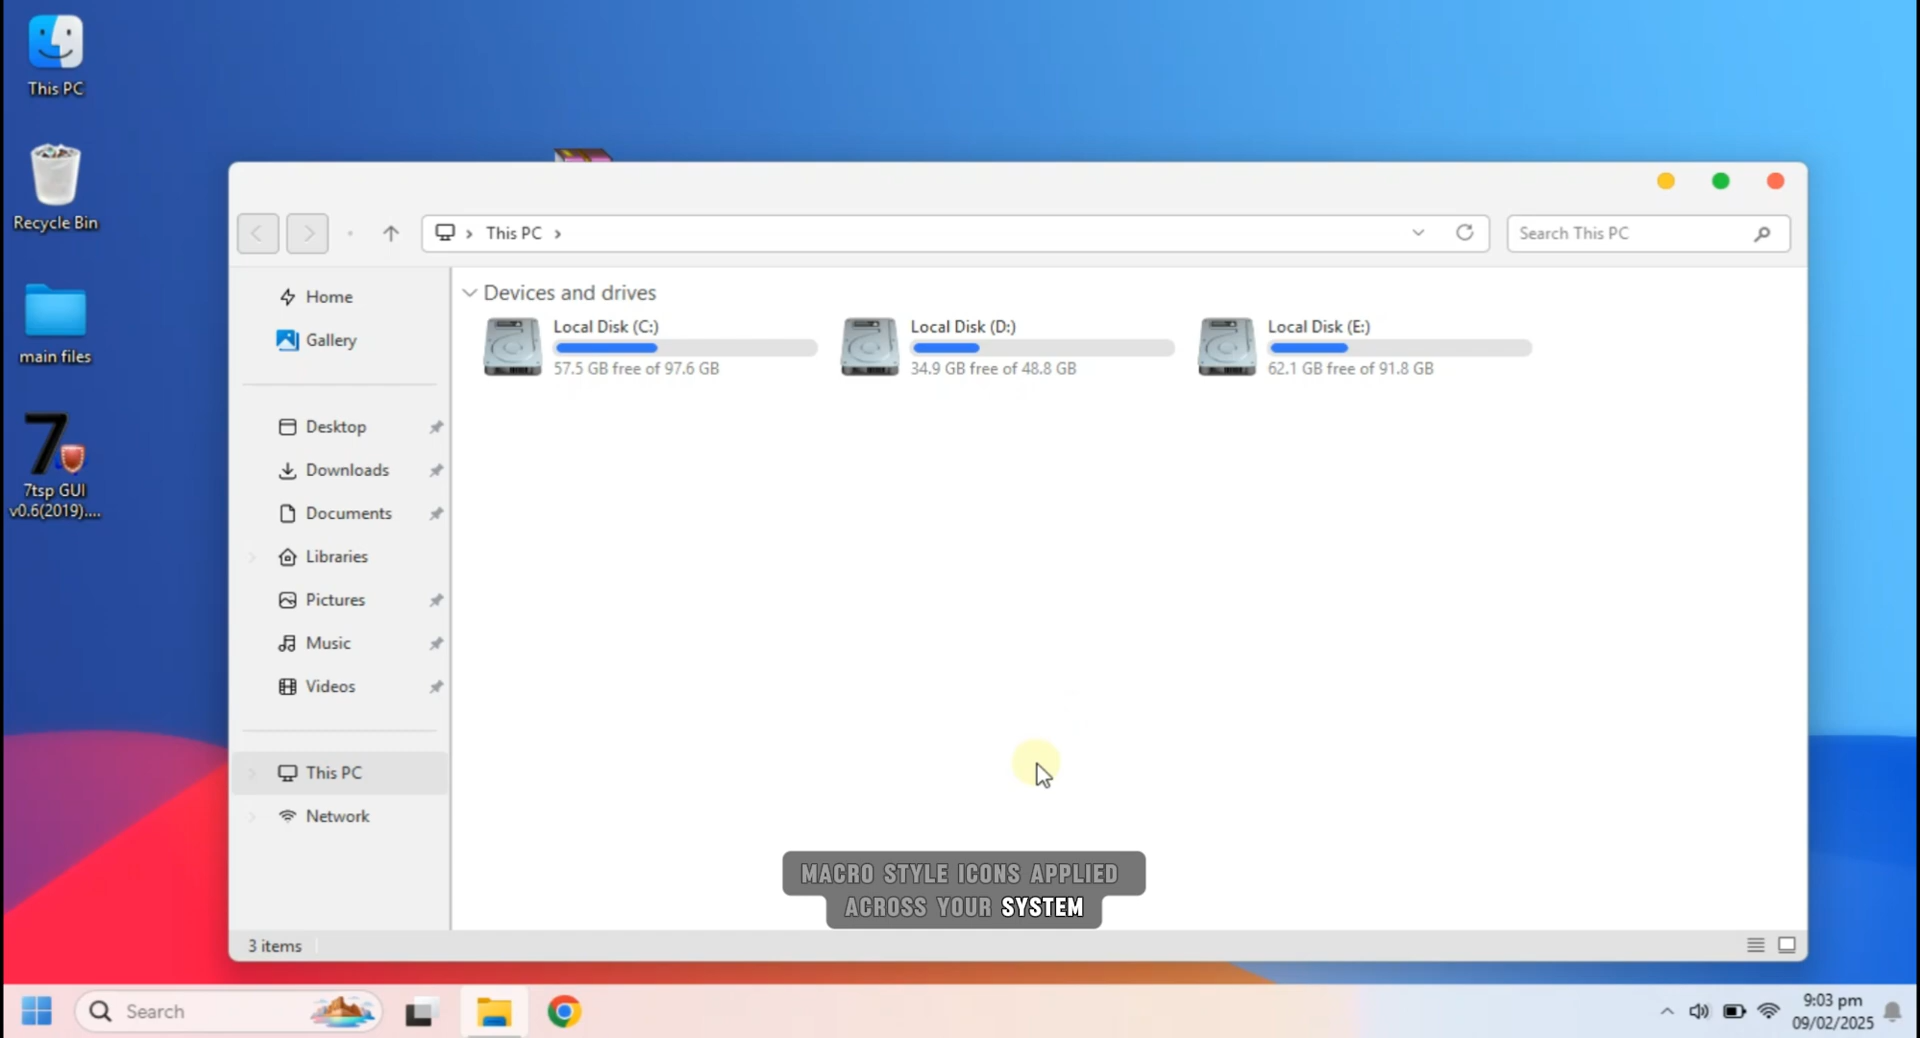 This PC
Recycle Bin
main files
7tsp GUI
v0.6(2019)....
This PC
Search This PC
Home
Gallery
Desktop
Downloads
Documents
Libraries
Pictures
Music
Videos
This PC
Network
Devices and drives
Local Disk (C:)
57.5 GB free of 97.6 GB
Local Disk (D:)
34.9 GB free of 48.8 GB
Local Disk (E:)
62.1 GB free of 91.8 GB
MACRO STYLE ICONS APPLIED
ACROSS YOUR SYSTEM
3 items
Search
9:03 pm
09/02/2025